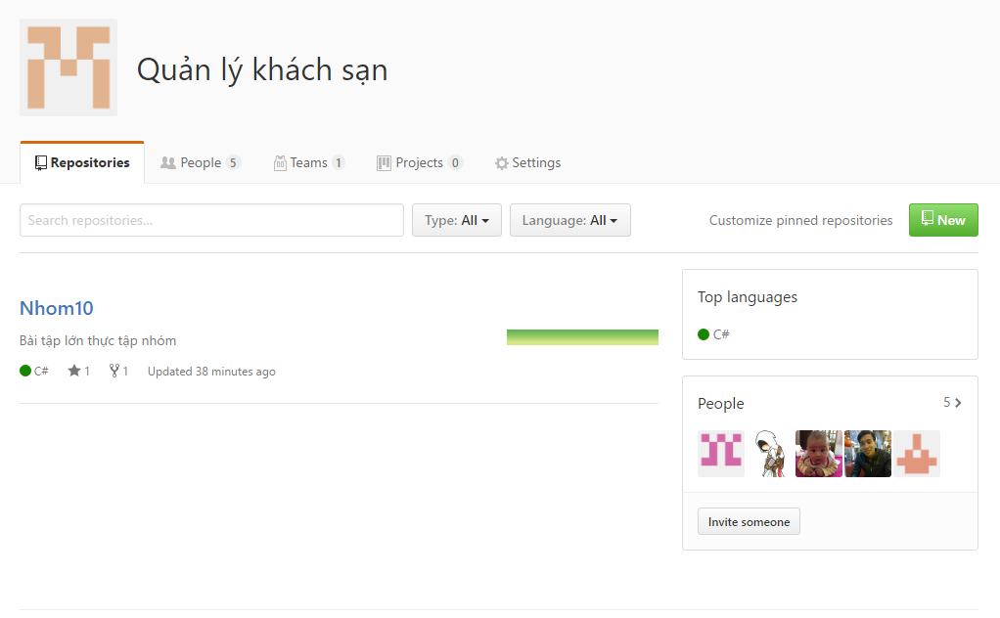 Quản lý khách sạn
Repositories People 5 Teams 1 Projects 0 Settings
Search repositories... Type: All Language: All Customize pinned repositories New
Nhom10
Bài tập lớn thực tập nhóm
C# 1 1 Updated 38 minutes ago
Top languages
C#
People 5
Invite someone